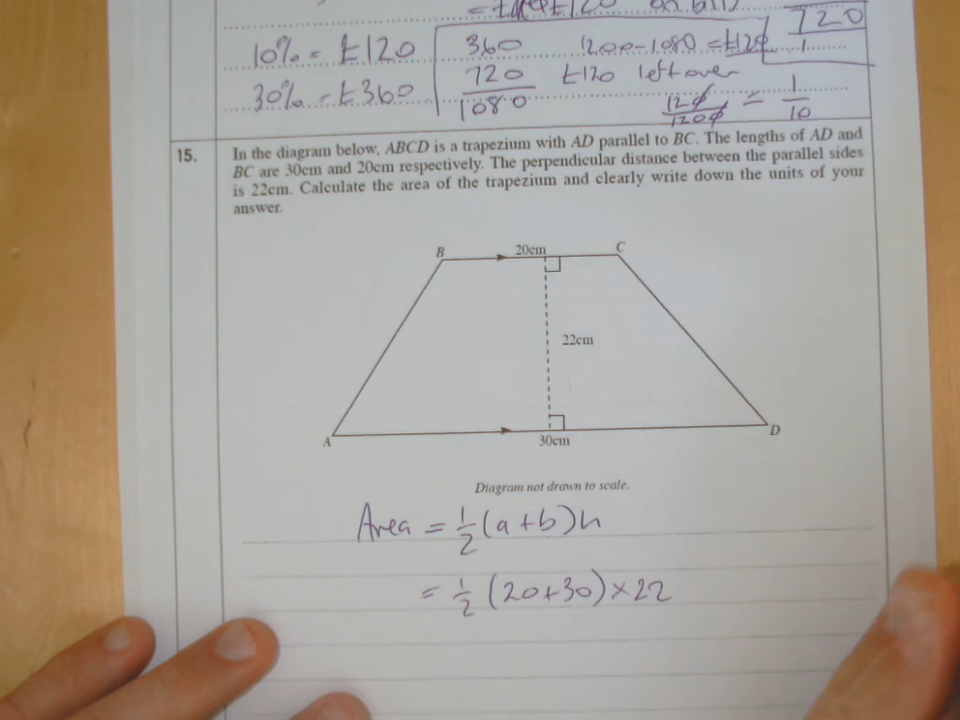 720
10% = £120 360 1200-1080 = £120 1
30% = £360 720 £120 left over
1080 120/1200 = 1/10
15. In the diagram below, ABCD is a trapezium with AD parallel to BC. The lengths of AD and
BC are 30cm and 20cm respectively. The perpendicular distance between the parallel sides
is 22cm. Calculate the area of the trapezium and clearly write down the units of your
answer.
B 20cm C
22cm
A 30cm D
Diagram not drawn to scale.
Area = 1/2 (a+b)h
= 1/2 (20+30)×22